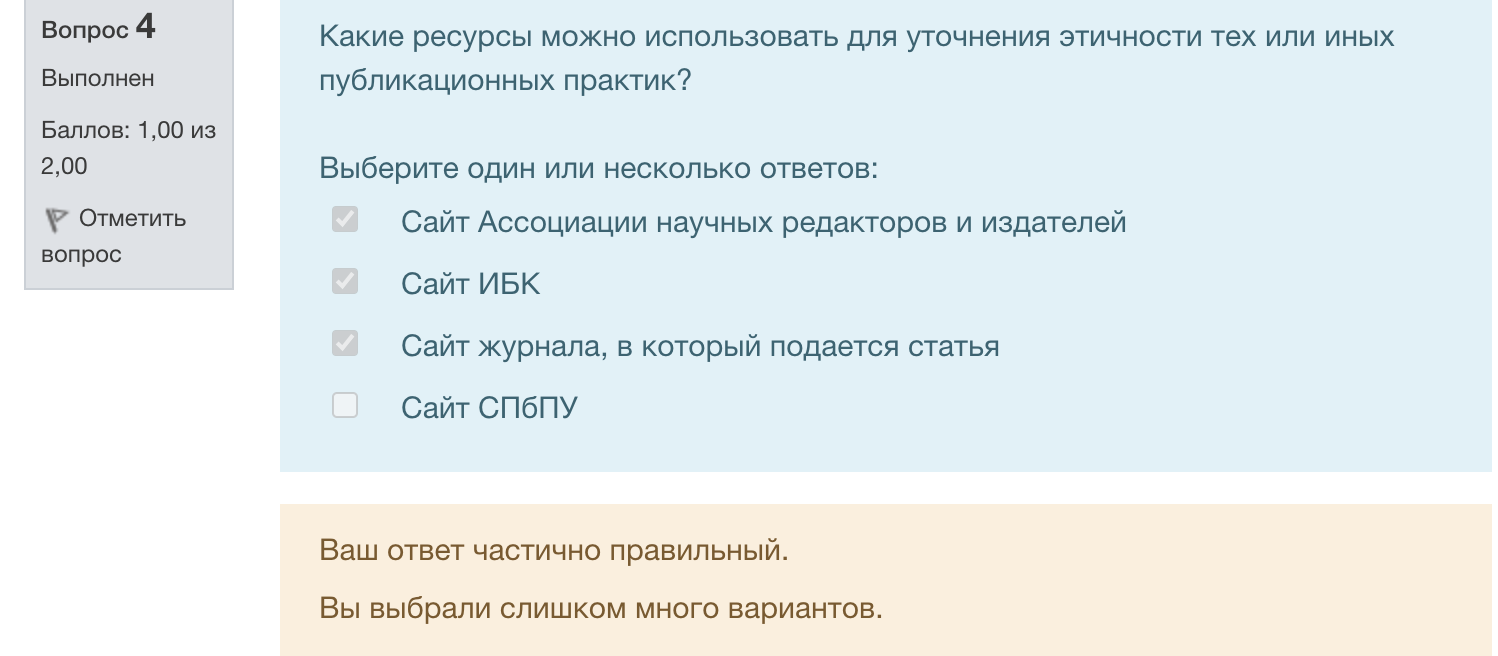 Вопрос 4
Выполнен
Баллов: 1,00 из
2,00
Отметить
вопрос
Какие ресурсы можно использовать для уточнения этичности тех или иных
публикационных практик?
Выберите один или несколько ответов:
Сайт Ассоциации научных редакторов и издателей
Сайт ИБК
Сайт журнала, в который подается статья
Сайт СПбПУ
Ваш ответ частично правильный.
Вы выбрали слишком много вариантов.